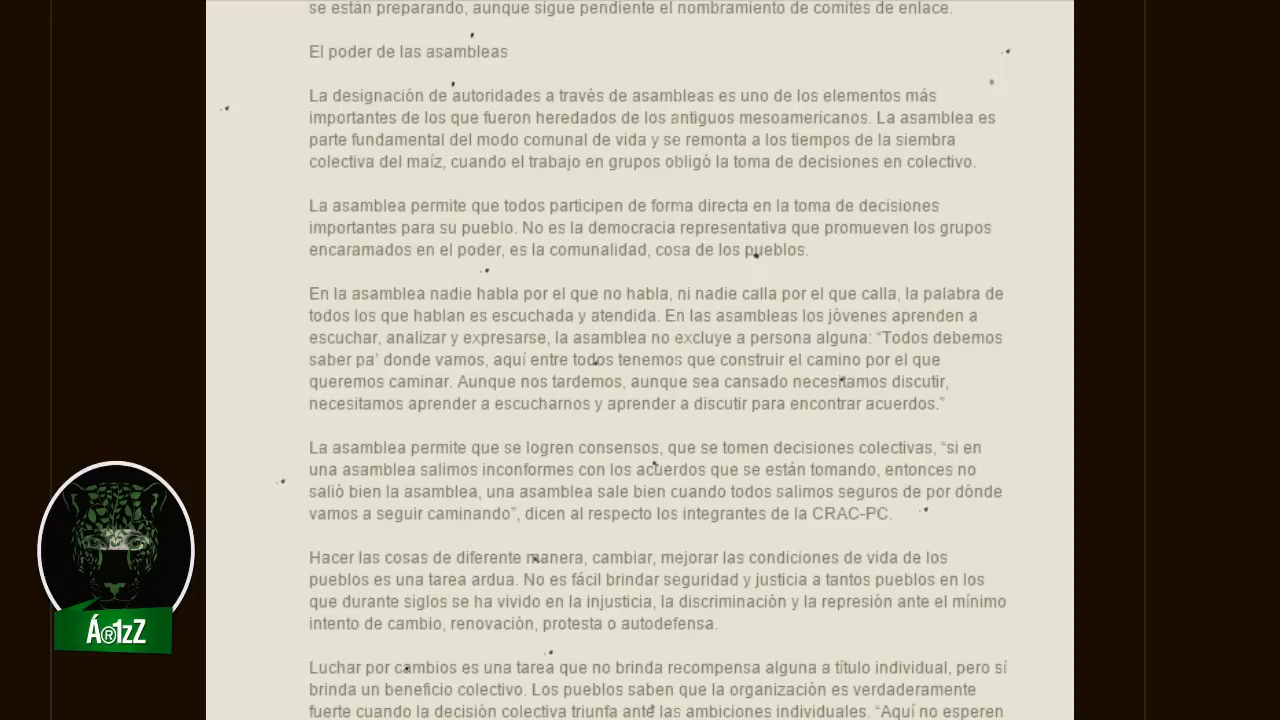 se están preparando, aunque sigue pendiente el nombramiento de comités de enlace.
El poder de las asambleas
La designación de autoridades a través de asambleas es uno de los elementos más
importantes de los que fueron heredados de los antiguos mesoamericanos. La asamblea es
parte fundamental del modo comunal de vida y se remonta a los tiempos de la siembra
colectiva del maíz, cuando el trabajo en grupos obligó la toma de decisiones en colectivo.
La asamblea permite que todos participen de forma directa en la toma de decisiones
importantes para su pueblo. No es la democracia representativa que promueven los grupos
encaramados en el poder, es la comunalidad, cosa de los pueblos.
En la asamblea nadie habla por el que no habla, ni nadie calla por el que calla, la palabra de
todos los que hablan es escuchada y atendida. En las asambleas los jóvenes aprenden a
escuchar, analizar y expresarse, la asamblea no excluye a persona alguna: “Todos debemos
saber pa’ donde vamos, aquí entre todos tenemos que construir el camino por el que
queremos caminar. Aunque nos tardemos, aunque sea cansado necesitamos discutir,
necesitamos aprender a escucharnos y aprender a discutir para encontrar acuerdos.”
La asamblea permite que se logren consensos, que se tomen decisiones colectivas, “si en
una asamblea salimos inconformes con los acuerdos que se están tomando, entonces no
salió bien la asamblea, una asamblea sale bien cuando todos salimos seguros de por dónde
vamos a seguir caminando”, dicen al respecto los integrantes de la CRAC-PC.
Hacer las cosas de diferente manera, cambiar, mejorar las condiciones de vida de los
pueblos es una tarea ardua. No es fácil brindar seguridad y justicia a tantos pueblos en los
que durante siglos se ha vivido en la injusticia, la discriminación y la represión ante el mínimo
intento de cambio, renovación, protesta o autodefensa.
Luchar por cambios es una tarea que no brinda recompensa alguna a título individual, pero sí
brinda un beneficio colectivo. Los pueblos saben que la organización es verdaderamente
fuerte cuando la decisión colectiva triunfa ante las ambiciones individuales. “Aquí no esperen
Á®1zZ